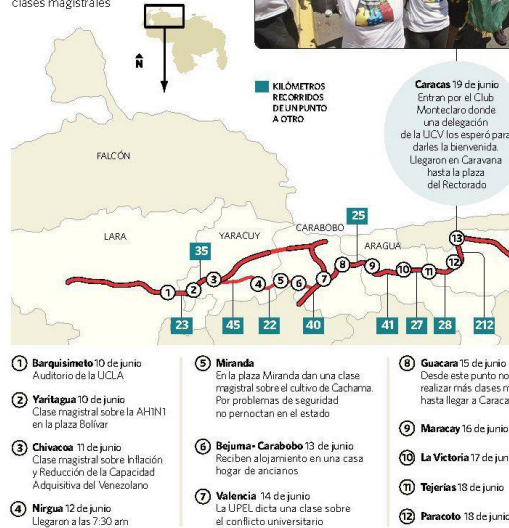 clases magistrales
N
KILÓMETROS
RECORRIDOS
DE UN PUNTO
A OTRO
Caracas 19 de junio
Entran por el Club
Monteclaro donde
una delegación
de la UCV los esperó para
darles la bienvenida.
Llegaron en Caravana
hasta la plaza
del Rectorado
FALCÓN
LARA
YARACUY
CARABOBO
ARAGUA
25
35
13
12
8
9
10
11
1
2
3
4
5
6
7
23
45
22
40
41
27
28
212
1 Barquisimeto 10 de junio
Auditorio de la UCLA
2 Yaritagua 10 de junio
Clase magistral sobre la AH1N1
en la plaza Bolívar
3 Chivacoa 11 de junio
Clase magistral sobre Inflación
y Reducción de la Capacidad
Adquisitiva del Venezolano
4 Nirgua 12 de junio
Llegaron a las 7:30 am
5 Miranda
En la plaza Miranda dan una clase
magistral sobre el cultivo de Cachama.
Por problemas de seguridad
no pernoctan en el estado
6 Bejuma- Carabobo 13 de junio
Reciben alojamiento en una casa
hogar de ancianos
7 Valencia 14 de junio
La UPEL dicta una clase sobre
el conflicto universitario
8 Guacara 15 de junio
Desde este punto no
realizar más clases m
hasta llegar a Caraca
9 Maracay 16 de junio
10 La Victoria 17 de jun
11 Tejerías 18 de junio
12 Paracoto 18 de junio